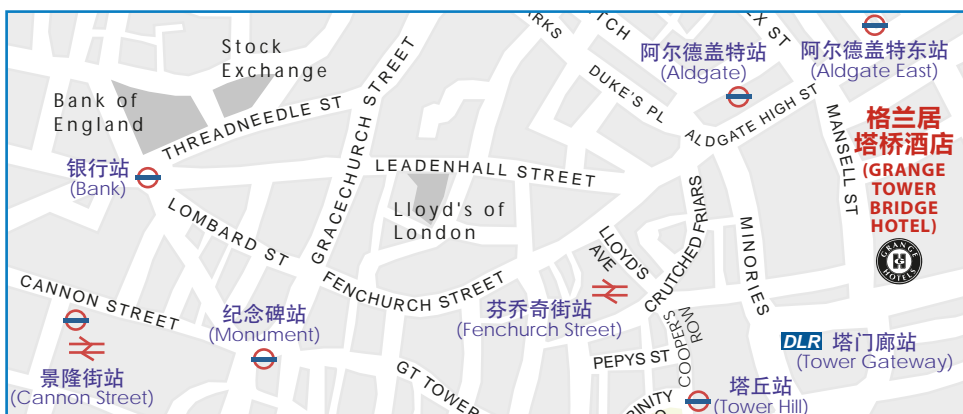 Stock
Exchange
Bank of
England
THREADNEEDLE ST
GRACECHURCH STREET
DUKE'S PL
阿尔德盖特站
(Aldgate)
阿尔德盖特东站
(Aldgate East)
ALDGATE HIGH ST
MANSELL ST
格兰居
塔桥酒店
(GRANGE
TOWER
BRIDGE
HOTEL)
GRANGE
HOTELS
银行站
(Bank)
LEADENHALL STREET
Lloyd's of
London
LOMBARD ST
FENCHURCH STREET
LLOYD'S
AVE
CRUTCHED FRIARS
MINORIES
CANNON STREET
纪念碑站
(Monument)
芬乔奇街站
(Fenchurch Street)
COOPERS
ROW
PEPYS ST
DLR
塔门廊站
(Tower Gateway)
景隆街站
(Cannon Street)
GT TOWER
塔丘站
(Tower Hill)